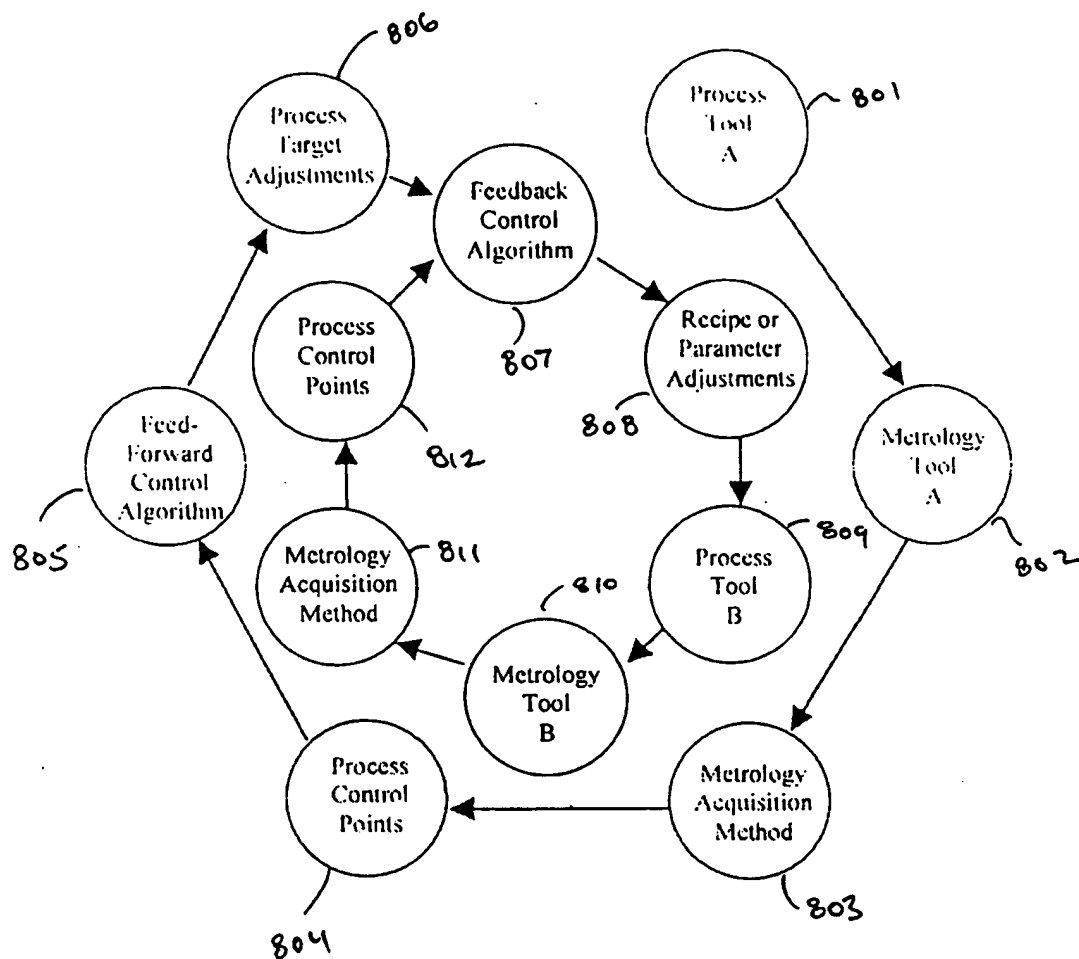 806
Process
Target
Adjustments
801
Process
Tool
A
Feedback
Control
Algorithm
807
Process
Control
Points
812
Recipe or
Parameter
Adjustments
808
Feed-
Forward
Control
Algorithm
805
Metrology
Tool
A
802
Metrology
Acquisition
Method
811
Process
Tool
B
809
810
Metrology
Tool
B
Process
Control
Points
804
Metrology
Acquisition
Method
803